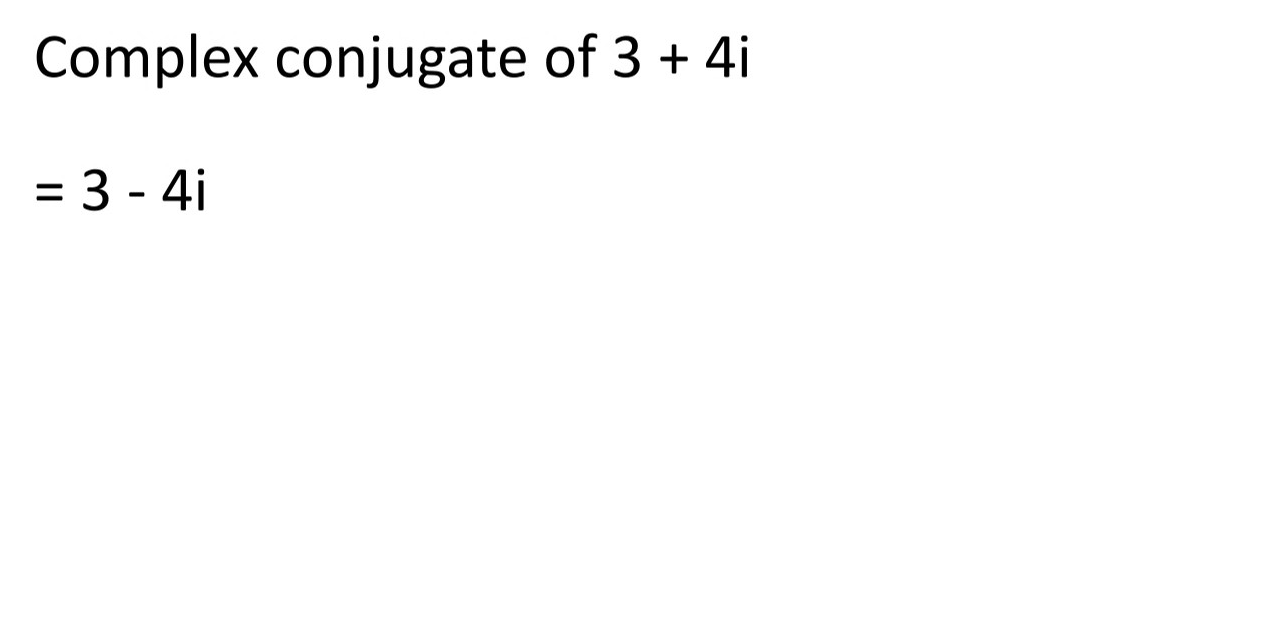 Complex conjugate of 3 + 4i
= 3 - 4i